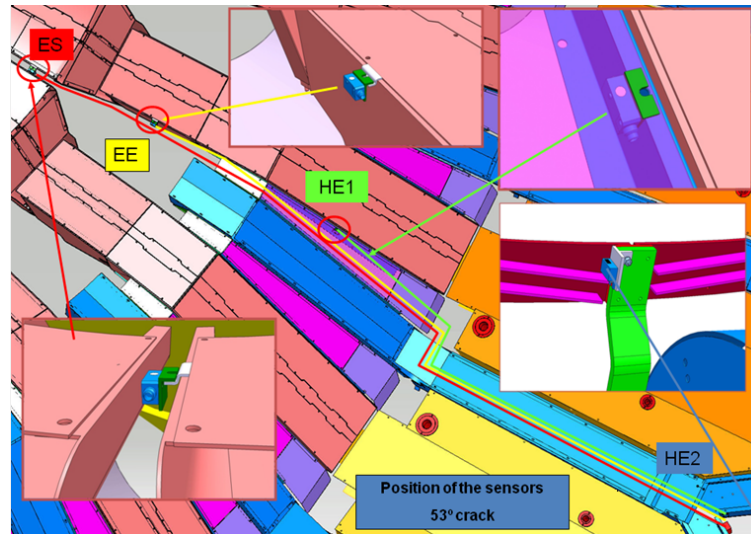 ES
EE
HE1
HE2
Position of the sensors
53º crack